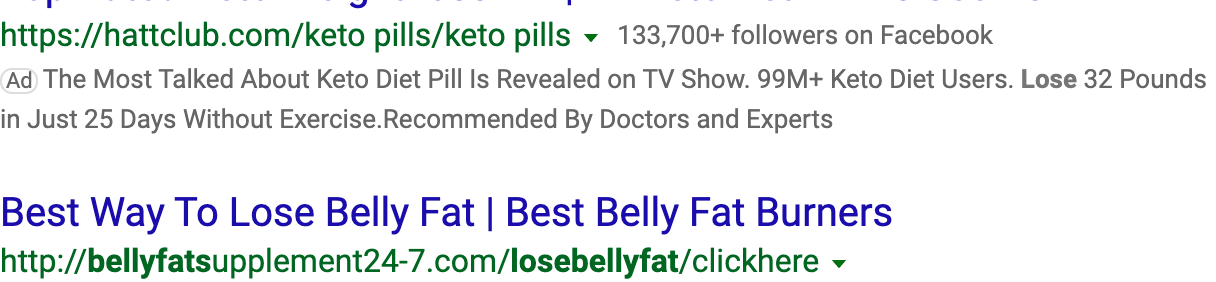 https://hattclub.com/keto pills/keto pills 133,700+ followers on Facebook
Ad The Most Talked About Keto Diet Pill Is Revealed on TV Show. 99M+ Keto Diet Users. Lose 32 Pounds
in Just 25 Days Without Exercise.Recommended By Doctors and Experts
Best Way To Lose Belly Fat | Best Belly Fat Burners
http://bellyfatsupplement24-7.com/losebellyfat/clickhere